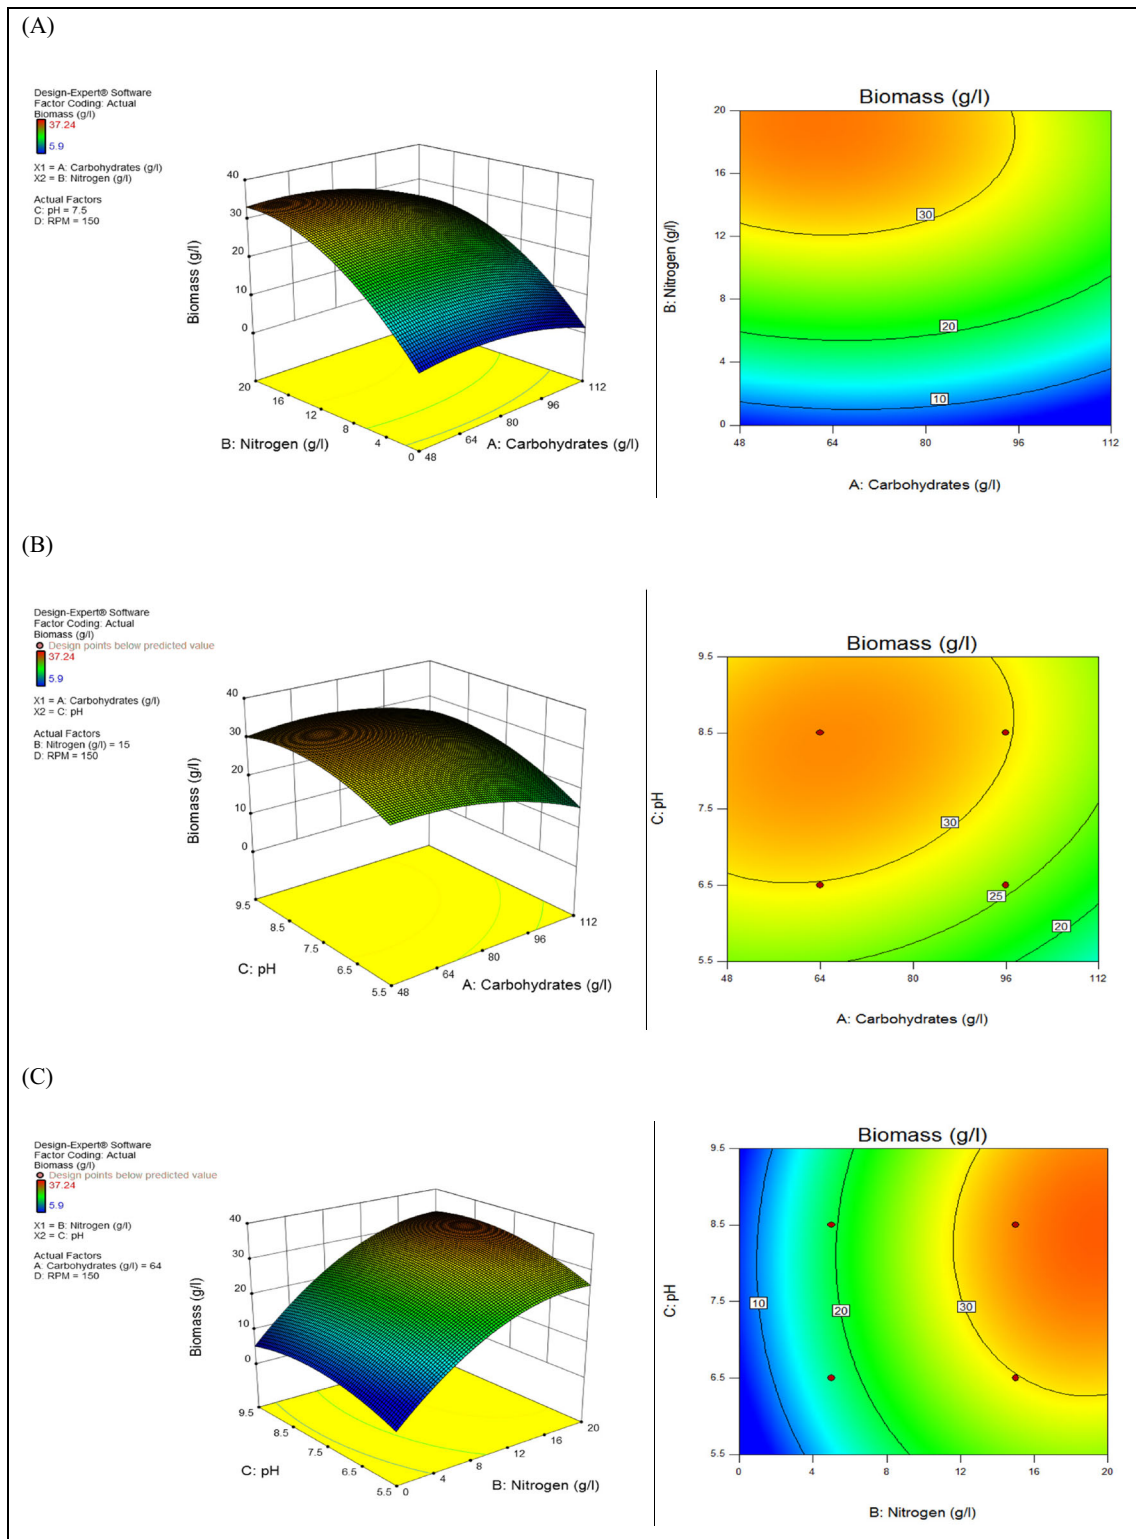 (A)
Design-Expert® Software
Factor Coding: Actual
Biomass (g/l)
37.24
5.9
X1 = A: Carbohydrates (g/l)
X2 = B: Nitrogen (g/l)
Actual Factors
C: pH = 7.5
D: RPM = 150
Biomass (g/l)
40
30
20
10
0
20
16
12
8
4
0
B: Nitrogen (g/l)
48
64
80
96
112
A: Carbohydrates (g/l)
Biomass (g/l)
B: Nitrogen (g/l)
20
16
12
8
4
0
30
20
10
48
64
80
96
112
A: Carbohydrates (g/l)
(B)
Design-Expert® Software
Factor Coding: Actual
Biomass (g/l)
Design points below predicted value
37.24
5.9
X1 = A: Carbohydrates (g/l)
X2 = C: pH
Actual Factors
B: Nitrogen (g/l) = 15
D: RPM = 150
Biomass (g/l)
40
30
20
10
0
9.5
8.5
7.5
6.5
5.5
C: pH
48
64
80
96
112
A: Carbohydrates (g/l)
Biomass (g/l)
C: pH
9.5
8.5
7.5
6.5
5.5
30
25
20
48
64
80
96
112
A: Carbohydrates (g/l)
(C)
Design-Expert® Software
Factor Coding: Actual
Biomass (g/l)
Design points below predicted value
37.24
5.9
X1 = B: Nitrogen (g/l)
X2 = C: pH
Actual Factors
A: Carbohydrates (g/l) = 64
D: RPM = 150
Biomass (g/l)
40
30
20
10
0
9.5
8.5
7.5
6.5
5.5
C: pH
0
4
8
12
16
20
B: Nitrogen (g/l)
Biomass (g/l)
C: pH
9.5
8.5
7.5
6.5
5.5
10
20
30
0
4
8
12
16
20
B: Nitrogen (g/l)